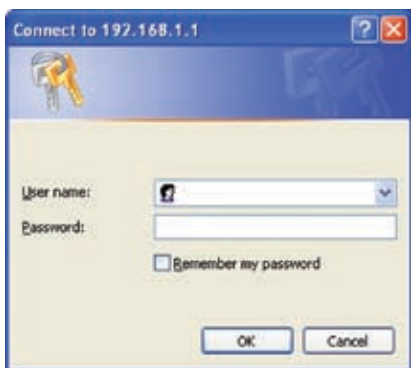 Connect to 192.168.1.1
User name:
Password:
Remember my password
OK
Cancel